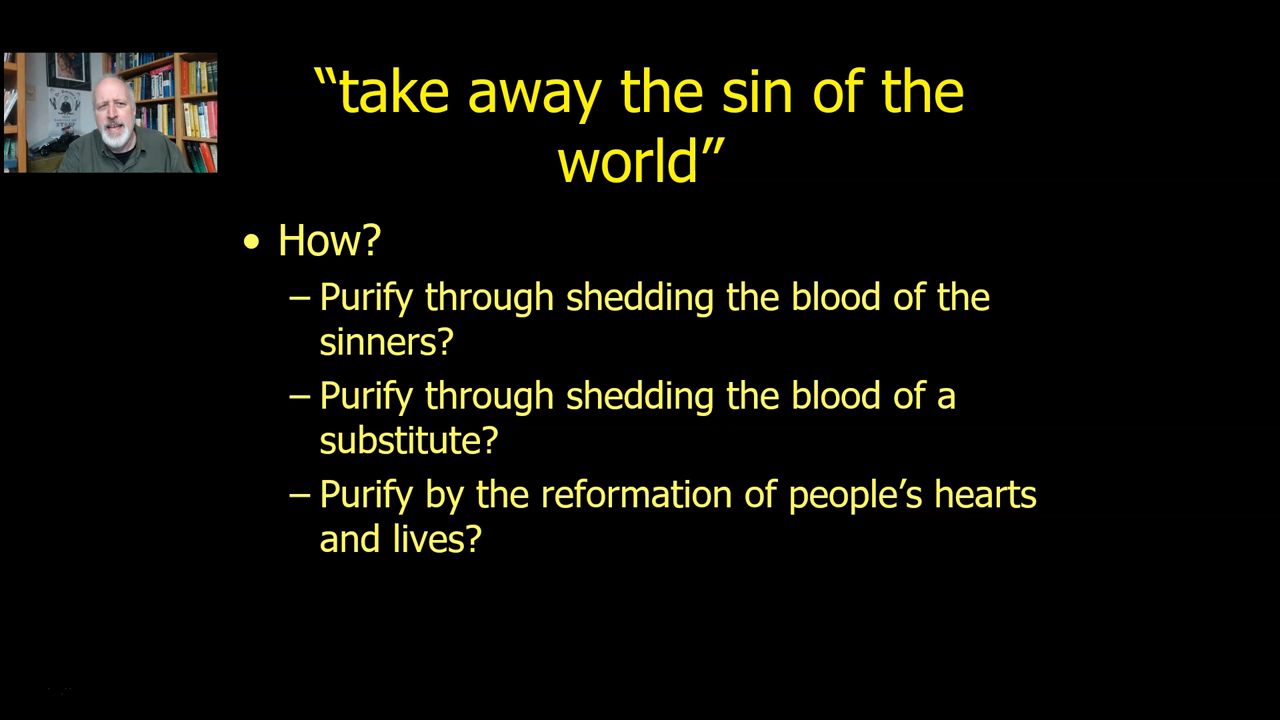 “take away the sin of the
world”
• How?
– Purify through shedding the blood of the
sinners?
– Purify through shedding the blood of a
substitute?
– Purify by the reformation of people’s hearts
and lives?